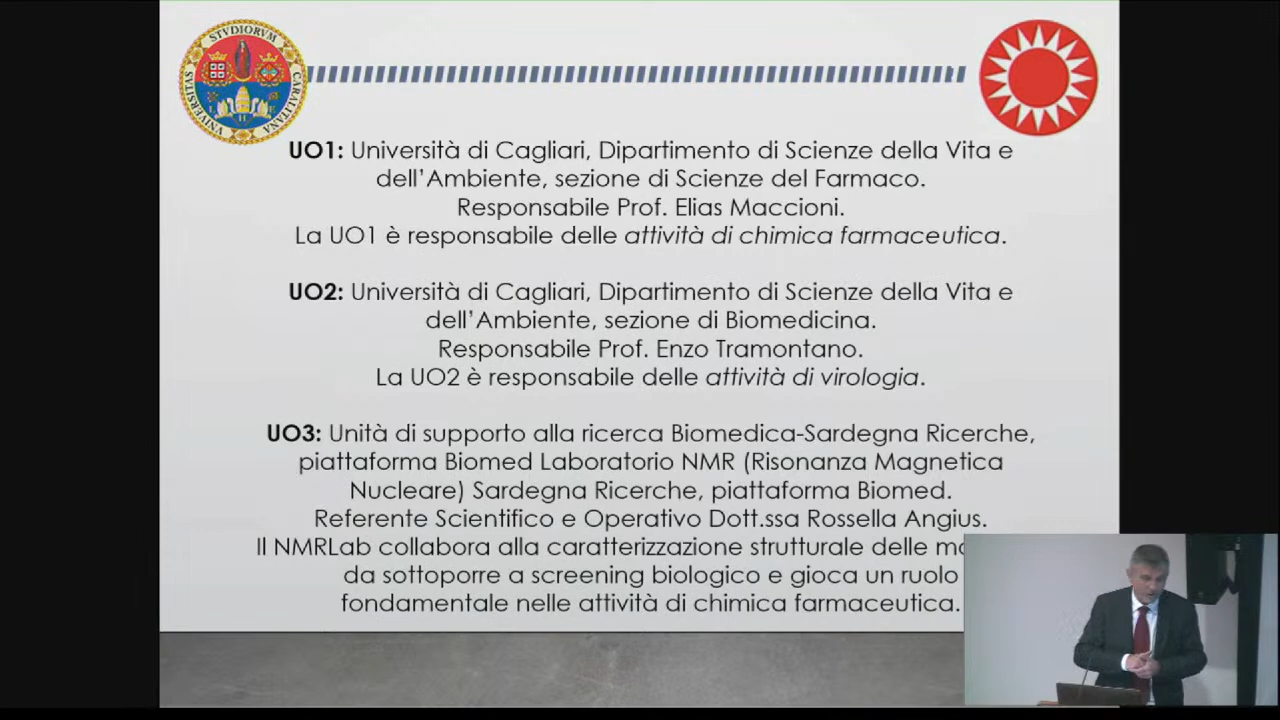 STVDIORVM
VNIVERSITAS
CARALITANA
UO1: Università di Cagliari, Dipartimento di Scienze della Vita e
dell’Ambiente, sezione di Scienze del Farmaco.
Responsabile Prof. Elias Maccioni.
La UO1 è responsabile delle attività di chimica farmaceutica.
UO2: Università di Cagliari, Dipartimento di Scienze della Vita e
dell’Ambiente, sezione di Biomedicina.
Responsabile Prof. Enzo Tramontano.
La UO2 è responsabile delle attività di virologia.
UO3: Unità di supporto alla ricerca Biomedica-Sardegna Ricerche,
piattaforma Biomed Laboratorio NMR (Risonanza Magnetica
Nucleare) Sardegna Ricerche, piattaforma Biomed.
Referente Scientifico e Operativo Dott.ssa Rossella Angius.
Il NMRLab collabora alla caratterizzazione strutturale delle
da sottoporre a screening biologico e gioca un ruolo
fondamentale nelle attività di chimica farmaceutica.